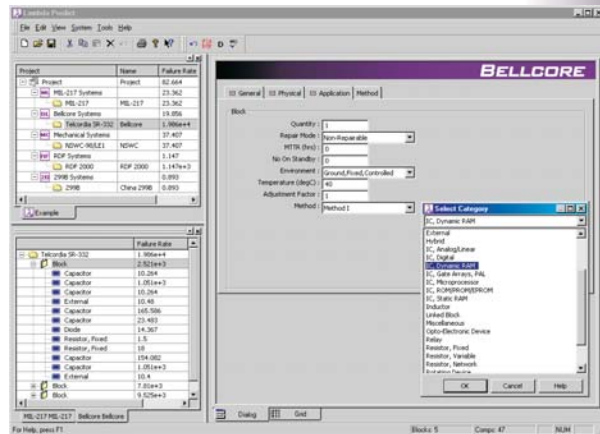 Lambda Predict
File Edit View System Tools Help
Project Name Failure Rate
Project Project 82.664
MIL-217 Systems 23.362
MIL-217 MIL-217 23.362
Bellcore Systems 19.856
Telcordia SR-332 Bellcore 1.986e+4
Mechanical Systems 37.407
NSWC-98/LE1 NSWC 37.407
RDF Systems 1.147
RDF 2000 RDF 2000 1.147e+3
299B Systems 0.893
299B China 299B 0.893
Example
Failure Rate
Telcordia SR-332 1.986e+4
Block 2.521e+3
Capacitor 10.264
Capacitor 1.051e+3
Capacitor 10.264
External 10.48
Capacitor 165.586
Capacitor 23.483
Diode 14.367
Resistor, Fixed 1.5
Resistor, Fixed 18
Capacitor 154.082
Capacitor 1.051e+3
External 10.4
Block 7.81e+3
Block 9.525e+3
MIL-217 MIL-217 Bellcore Bellcore
BELLCORE
General Physical Application Method
Block
Quantity : 1
Repair Mode : Non-Repairable
MTTR (hrs) : 0
No On Standby : 0
Environment : Ground,Fixed,Controlled
Temperature (degC) : 40
Adjustment Factor : 1
Method : Method I
Select Category
IC, Dynamic RAM
External
Hybrid
IC, Analog/Linear
IC, Digital
IC, Dynamic RAM
IC, Gate Arrays, PAL
IC, Microprocessor
IC, ROM/PROM/EPROM
IC, Static RAM
Inductor
Linked Block
Miscellaneous
Opto-Electronic Device
Relay
Resistor, Fixed
Resistor, Variable
Resistor, Network
Rotating Device
OK Cancel Help
Dialog Grid
For Help, press F1
Blocks: 5 Comps: 47 NUM